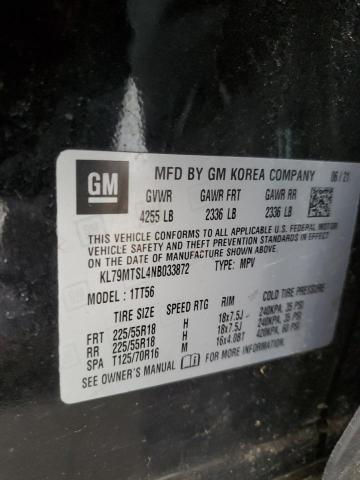 GM
MFD BY GM KOREA COMPANY 06/21
GVWR GAWR FRT GAWR RR
4255 LB 2336 LB 2336 LB
THIS VEHICLE CONFORMS TO ALL APPLICABLE U.S. FEDERAL MOTOR
VEHICLE SAFETY, BUMPER, AND THEFT PREVENTION STANDARDS
IN EFFECT ON THE DATE OF MANUFACTURE SHOWN ABOVE.
KL79MTSL4NB033872 TYPE: MPV
MODEL: 1TT56
TIRE SIZE SPEED RTG RIM COLD TIRE PRESSURE
FRT 225/55R18 H 18x7.5J 240KPA, 35 PSI
RR 225/55R18 H 18x7.5J 240KPA, 35 PSI
SPA T125/70R16 M 16x4.0BT 420KPA, 60 PSI
SEE OWNER'S MANUAL FOR MORE INFORMATION.